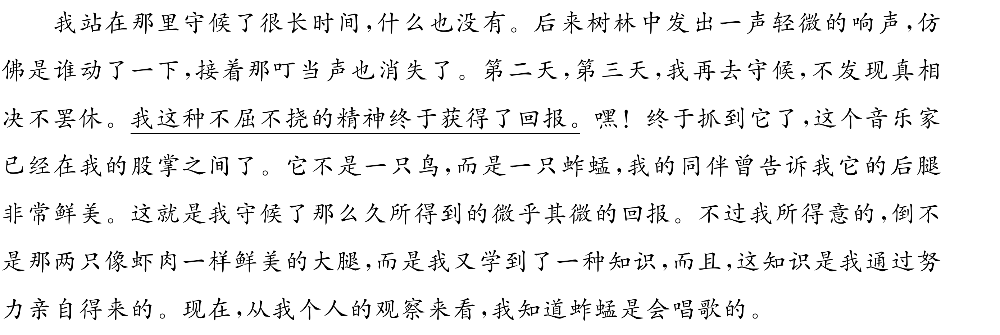 我站在那里守候了很长时间,什么也没有。后来树林中发出一声轻微的响声,仿
佛是谁动了一下,接着那叮当声也消失了。第二天,第三天,我再去守候,不发现真相
决不罢休。我这种不屈不挠的精神终于获得了回报。嘿！终于抓到它了,这个音乐家
已经在我的股掌之间了。它不是一只鸟,而是一只蚱蜢,我的同伴曾告诉我它的后腿
非常鲜美。这就是我守候了那么久所得到的微乎其微的回报。不过我所得意的,倒不
是那两只像虾肉一样鲜美的大腿,而是我又学到了一种知识,而且,这知识是我通过努
力亲自得来的。现在,从我个人的观察来看,我知道蚱蜢是会唱歌的。